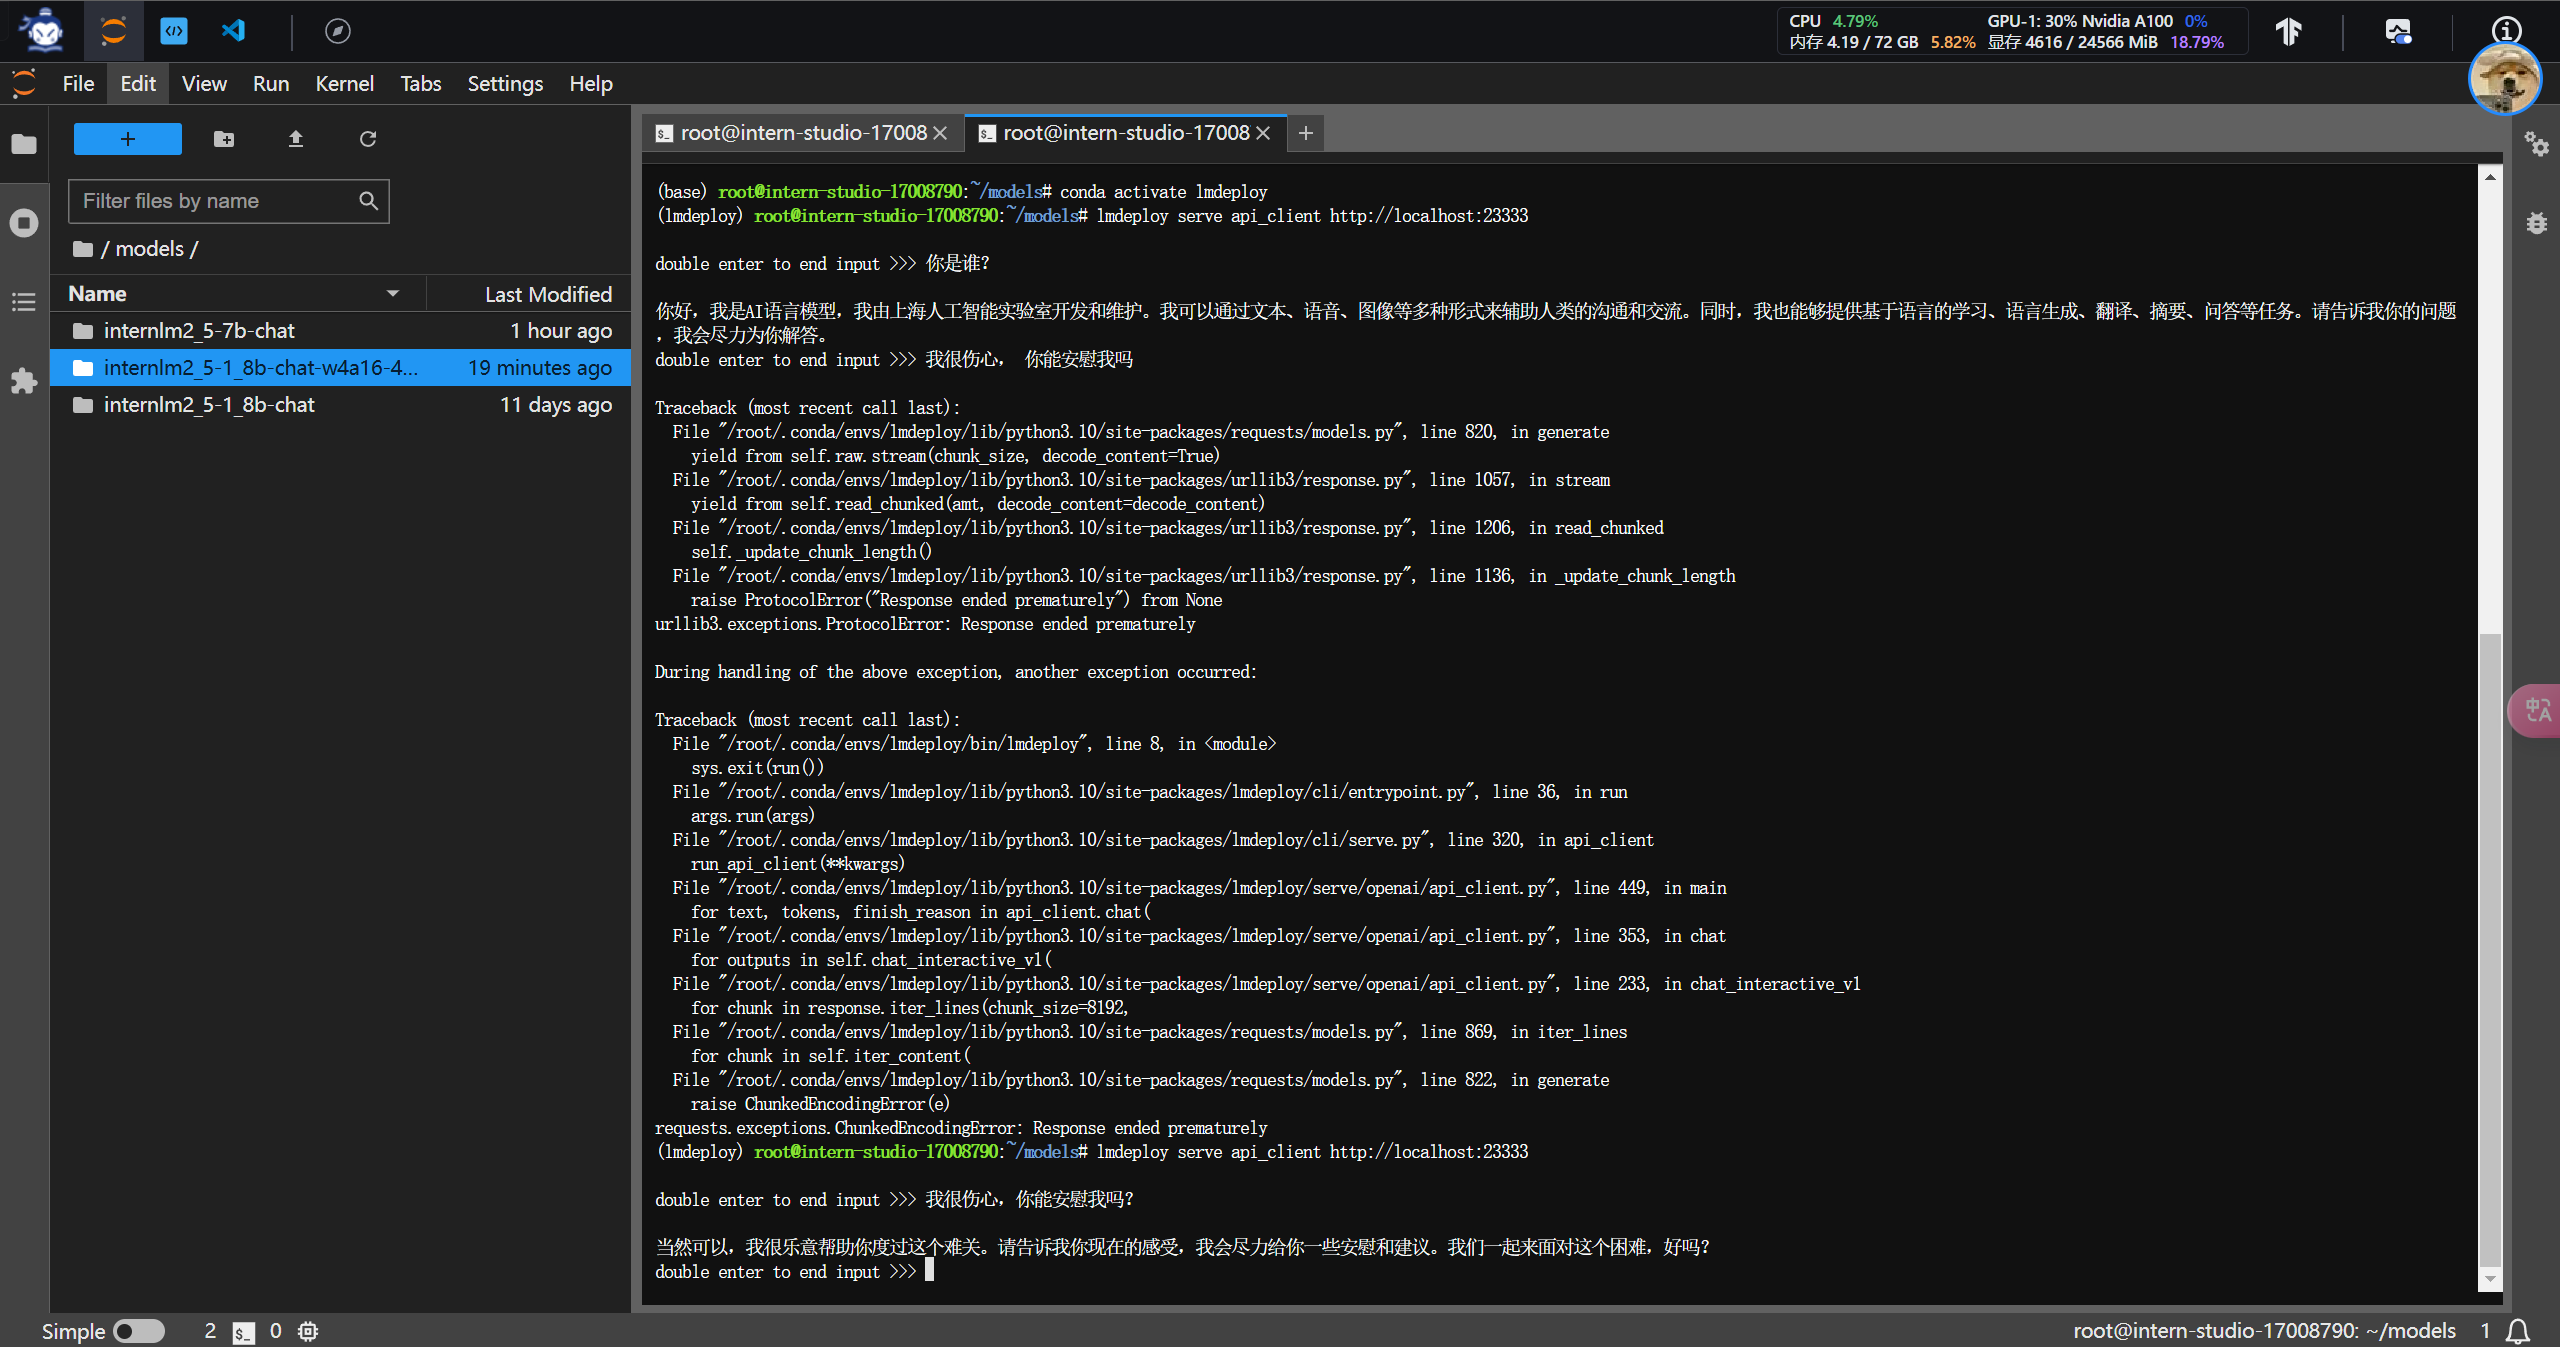 CPU 4.79% GPU-1: 30% Nvidia A100 0%
内存 4.19 / 72 GB 5.82% 显存 4616 / 24566 MiB 18.79%
File Edit View Run Kernel Tabs Settings Help
root@intern-studio-17008 root@intern-studio-17008
Filter files by name
/ models /
Name Last Modified
internlm2_5-7b-chat 1 hour ago
internlm2_5-1_8b-chat-w4a16-4... 19 minutes ago
internlm2_5-1_8b-chat 11 days ago
(base) root@intern-studio-17008790:~/models# conda activate lmdeploy
(lmdeploy) root@intern-studio-17008790:~/models# lmdeploy serve api_client http://localhost:23333
double enter to end input >>> 你是谁?
你好，我是AI语言模型，我由上海人工智能实验室开发和维护。我可以通过文本、语音、图像等多种形式来辅助人类的沟通和交流。同时，我也能够提供基于语言的学习、语言生成、翻译、摘要、问答等任务。请告诉我你的问题
，我会尽力为你解答。
double enter to end input >>> 我很伤心， 你能安慰我吗
Traceback (most recent call last):
File "/root/.conda/envs/lmdeploy/lib/python3.10/site-packages/requests/models.py", line 820, in generate
yield from self.raw.stream(chunk_size, decode_content=True)
File "/root/.conda/envs/lmdeploy/lib/python3.10/site-packages/urllib3/response.py", line 1057, in stream
yield from self.read_chunked(amt, decode_content=decode_content)
File "/root/.conda/envs/lmdeploy/lib/python3.10/site-packages/urllib3/response.py", line 1206, in read_chunked
self._update_chunk_length()
File "/root/.conda/envs/lmdeploy/lib/python3.10/site-packages/urllib3/response.py", line 1136, in _update_chunk_length
raise ProtocolError("Response ended prematurely") from None
urllib3.exceptions.ProtocolError: Response ended prematurely
During handling of the above exception, another exception occurred:
Traceback (most recent call last):
File "/root/.conda/envs/lmdeploy/bin/lmdeploy", line 8, in <module>
sys.exit(run())
File "/root/.conda/envs/lmdeploy/lib/python3.10/site-packages/lmdeploy/cli/entrypoint.py", line 36, in run
args.run(args)
File "/root/.conda/envs/lmdeploy/lib/python3.10/site-packages/lmdeploy/cli/serve.py", line 320, in api_client
run_api_client(**kwargs)
File "/root/.conda/envs/lmdeploy/lib/python3.10/site-packages/lmdeploy/serve/openai/api_client.py", line 449, in main
for text, tokens, finish_reason in api_client.chat(
File "/root/.conda/envs/lmdeploy/lib/python3.10/site-packages/lmdeploy/serve/openai/api_client.py", line 353, in chat
for outputs in self.chat_interactive_v1(
File "/root/.conda/envs/lmdeploy/lib/python3.10/site-packages/lmdeploy/serve/openai/api_client.py", line 233, in chat_interactive_v1
for chunk in response.iter_lines(chunk_size=8192,
File "/root/.conda/envs/lmdeploy/lib/python3.10/site-packages/requests/models.py", line 869, in iter_lines
for chunk in self.iter_content(
File "/root/.conda/envs/lmdeploy/lib/python3.10/site-packages/requests/models.py", line 822, in generate
raise ChunkedEncodingError(e)
requests.exceptions.ChunkedEncodingError: Response ended prematurely
(lmdeploy) root@intern-studio-17008790:~/models# lmdeploy serve api_client http://localhost:23333
double enter to end input >>> 我很伤心，你能安慰我吗?
当然可以，我很乐意帮助你度过这个难关。请告诉我你现在的感受，我会尽力给你一些安慰和建议。我们一起来面对这个困难，好吗?
double enter to end input >>>
Simple 2 0 root@intern-studio-17008790: ~/models 1